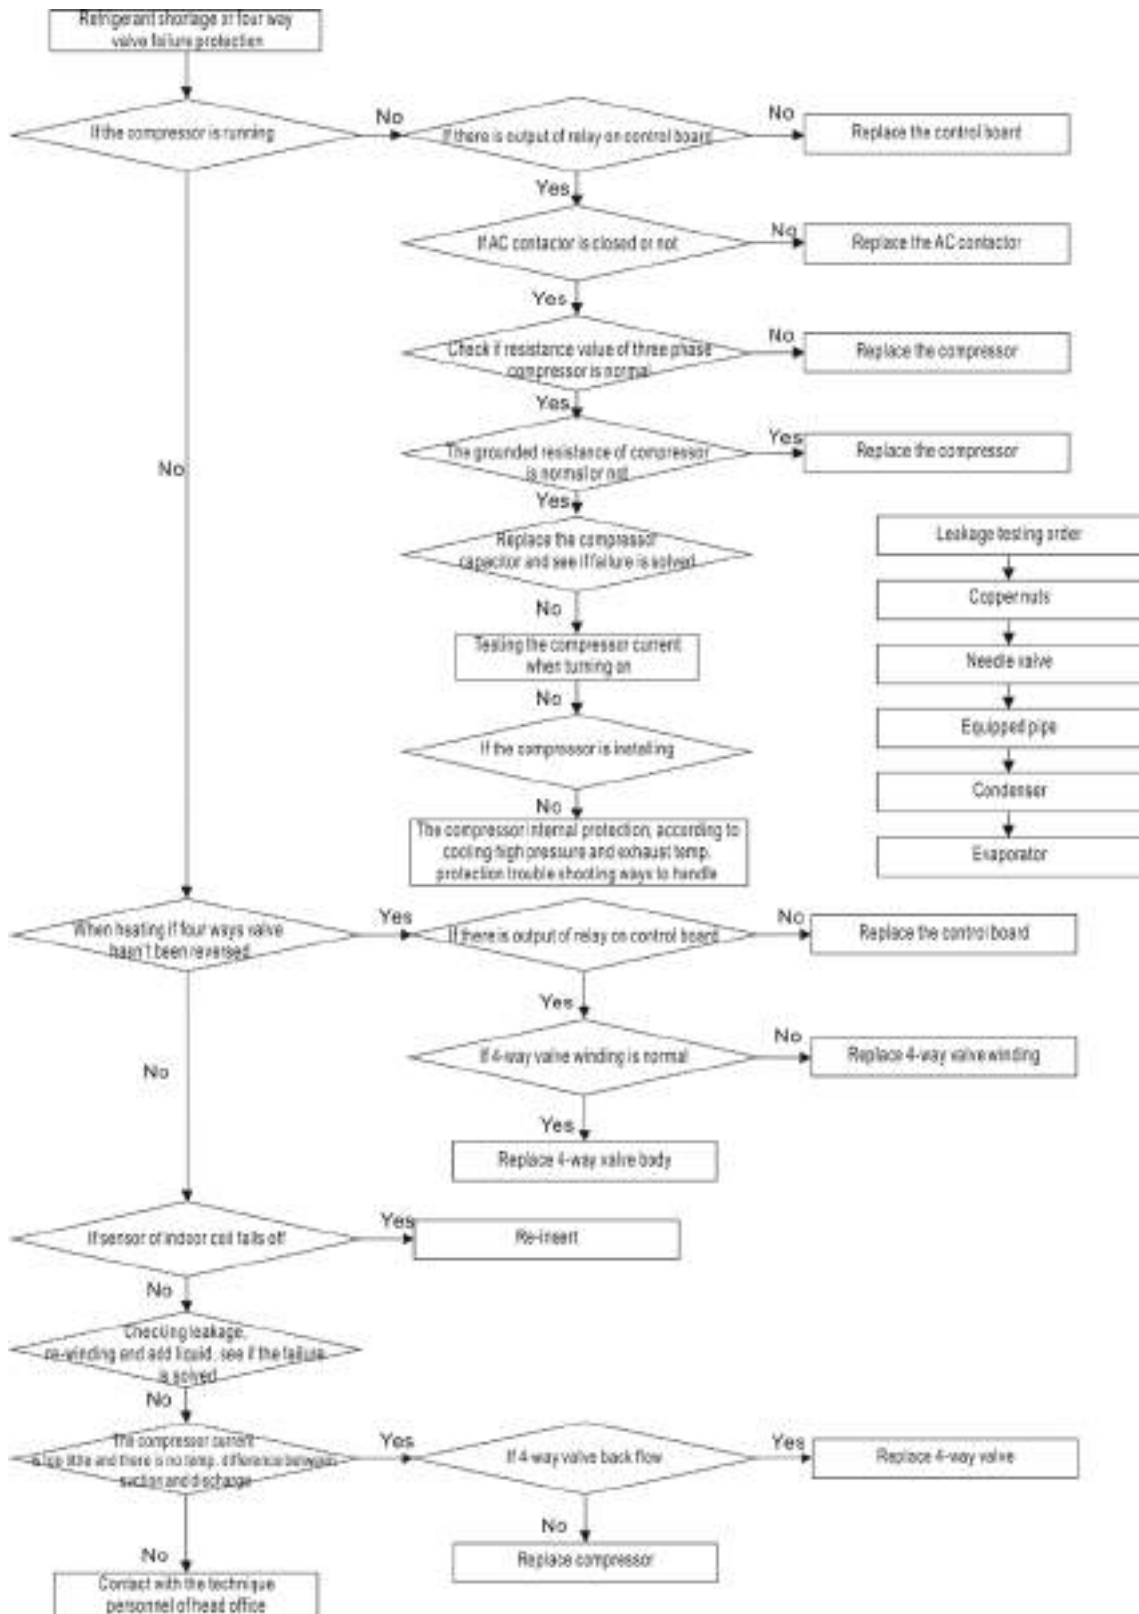 Refrigerant shortage or four way
valve failure protection
If the compressor is running
No
If there is output of relay on control board
No
Replace the control board
Yes
If AC contactor is closed or not
No
Replace the AC contactor
Yes
Check if resistance value of three phase
compressor is normal
No
Replace the compressor
Yes
The grounded resistance of compressor
is normal or not
Yes
Replace the compressor
No
Yes
Replace the compressor
capacitor and see if failure is solved
No
Testing the compressor current
when turning on
No
If the compressor is installing
No
The compressor internal protection, according to
cooling high pressure and exhaust temp.
protection trouble shooting ways to handle
Leakage testing order
Copper nuts
Needle valve
Equipped pipe
Condenser
Evaporator
When heating if four ways valve
hasn't been reversed
Yes
If there is output of relay on control board
No
Replace the control board
Yes
If 4-way valve winding is normal
No
Replace 4-way valve winding
Yes
Replace 4-way valve body
No
If sensor of indoor coil falls off
Yes
Re-insert
No
Checking leakage,
re-winding and add liquid, see if the failure
is solved
No
The compressor current
is too little and there is no temp. difference between
suction and discharge
Yes
If 4-way valve back flow
Yes
Replace 4-way valve
No
Replace compressor
No
Contact with the technique
personnel of head office